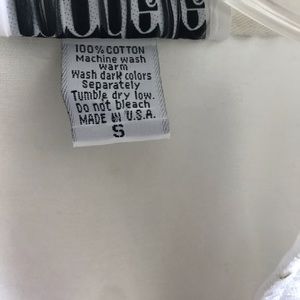 100% COTTON
Machine wash
warm
Wash dark colors
Separately
Tumble dry low.
Do not bleach
MADE IN U.S.A.
S